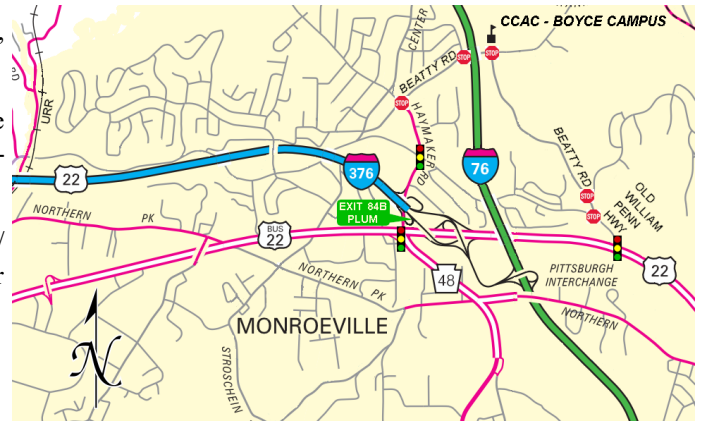 CCAC - BOYCE CAMPUS
CENTER
STOP
STOP
BEATTY RD
STOP
HAYMAKER RD
URR
RD
22
376
76
EXIT 84B
PLUM
BEATTY RD
STOP
STOP
OLD
WILLIAM
PENN
HWY
NORTHERN PK
BUS
22
22
PITTSBURGH
INTERCHANGE
48
NORTHERN PK
NORTHERN
MONROEVILLE
STROSCHEIN
N